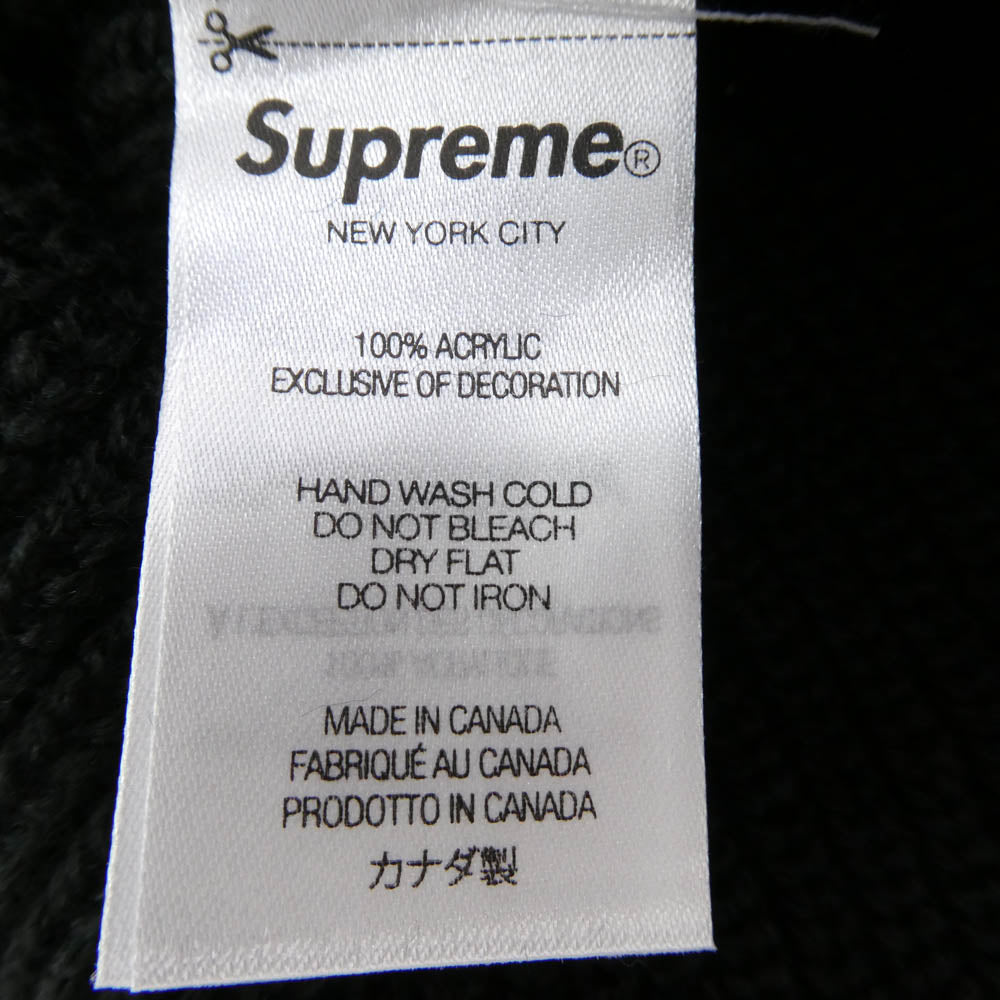 Supreme®
NEW YORK CITY
100% ACRYLIC
EXCLUSIVE OF DECORATION
HAND WASH COLD
DO NOT BLEACH
DRY FLAT
DO NOT IRON
MADE IN CANADA
FABRIQUÉ AU CANADA
PRODOTTO IN CANADA
カナダ製